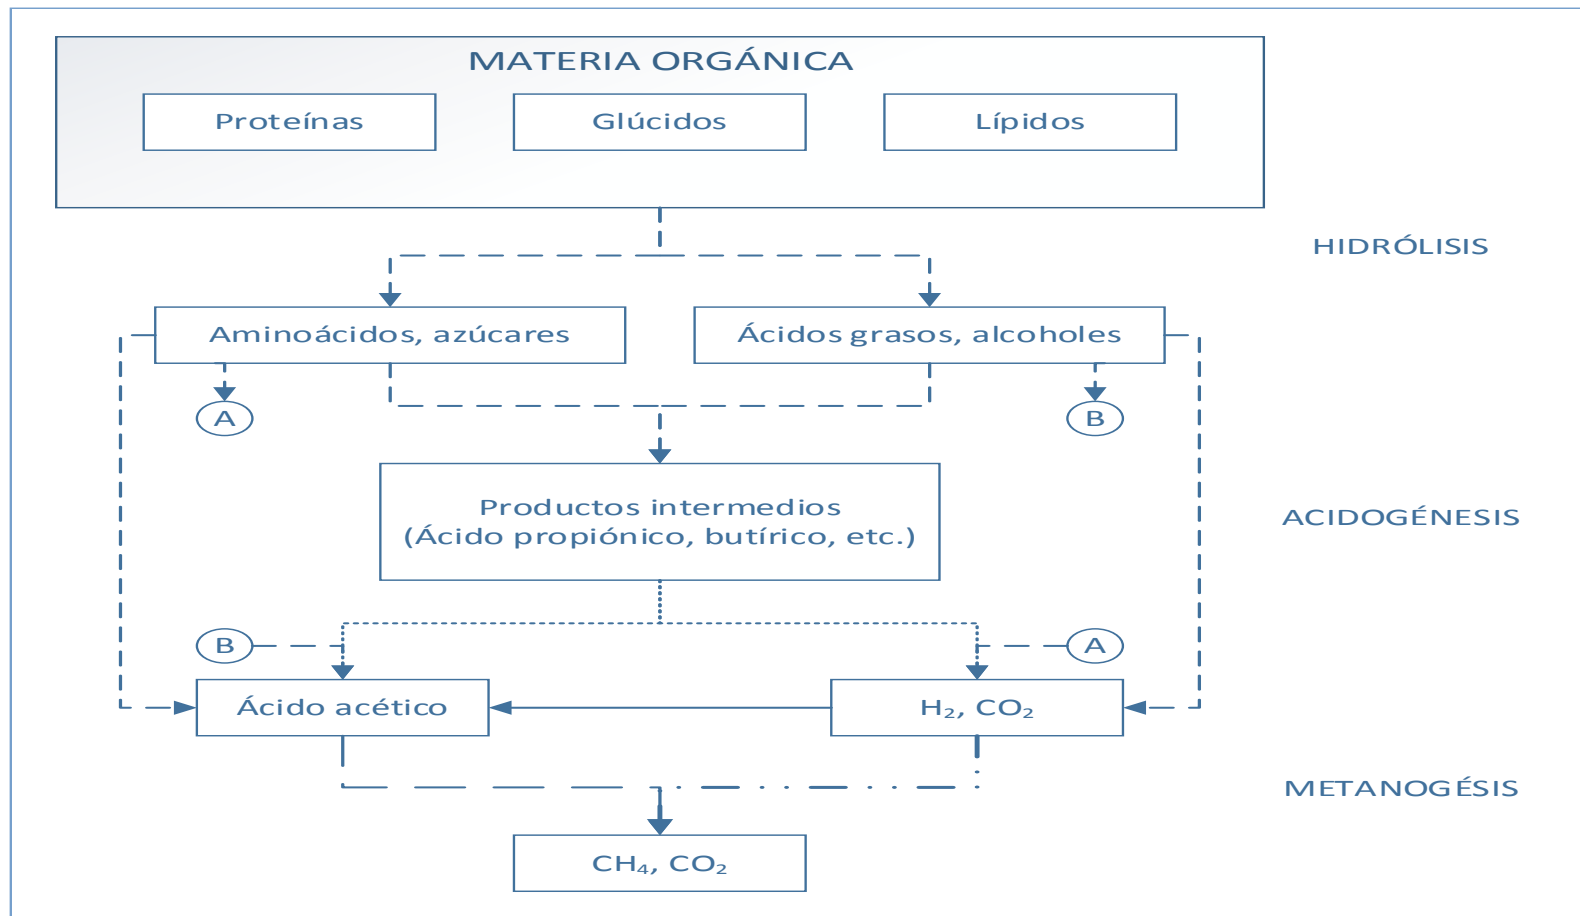 MATERIA ORGÁNICA
Proteínas
Glúcidos
Lípidos
HIDRÓLISIS
Aminoácidos, azúcares
Ácidos grasos, alcoholes
A
B
Productos intermedios
(Ácido propiónico, butírico, etc.)
ACIDOGÉNESIS
B
A
Ácido acético
H₂, CO₂
METANOGÉSIS
CH₄, CO₂